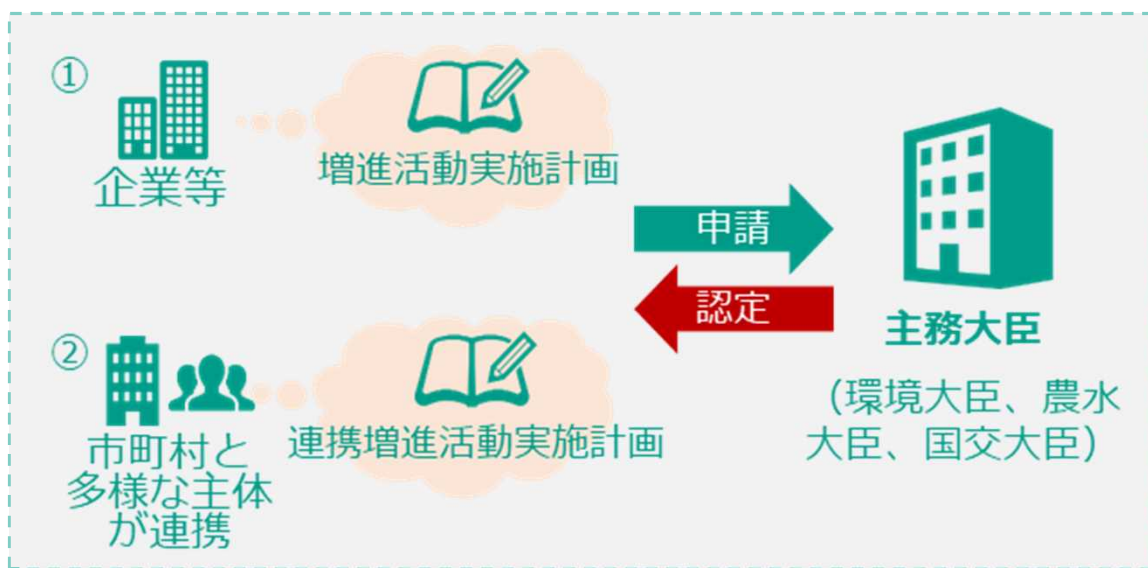 ①
企業等
増進活動実施計画
申請
認定
主務大臣
（環境大臣、農水
大臣、国交大臣）
②
市町村と
多様な主体
が連携
連携増進活動実施計画